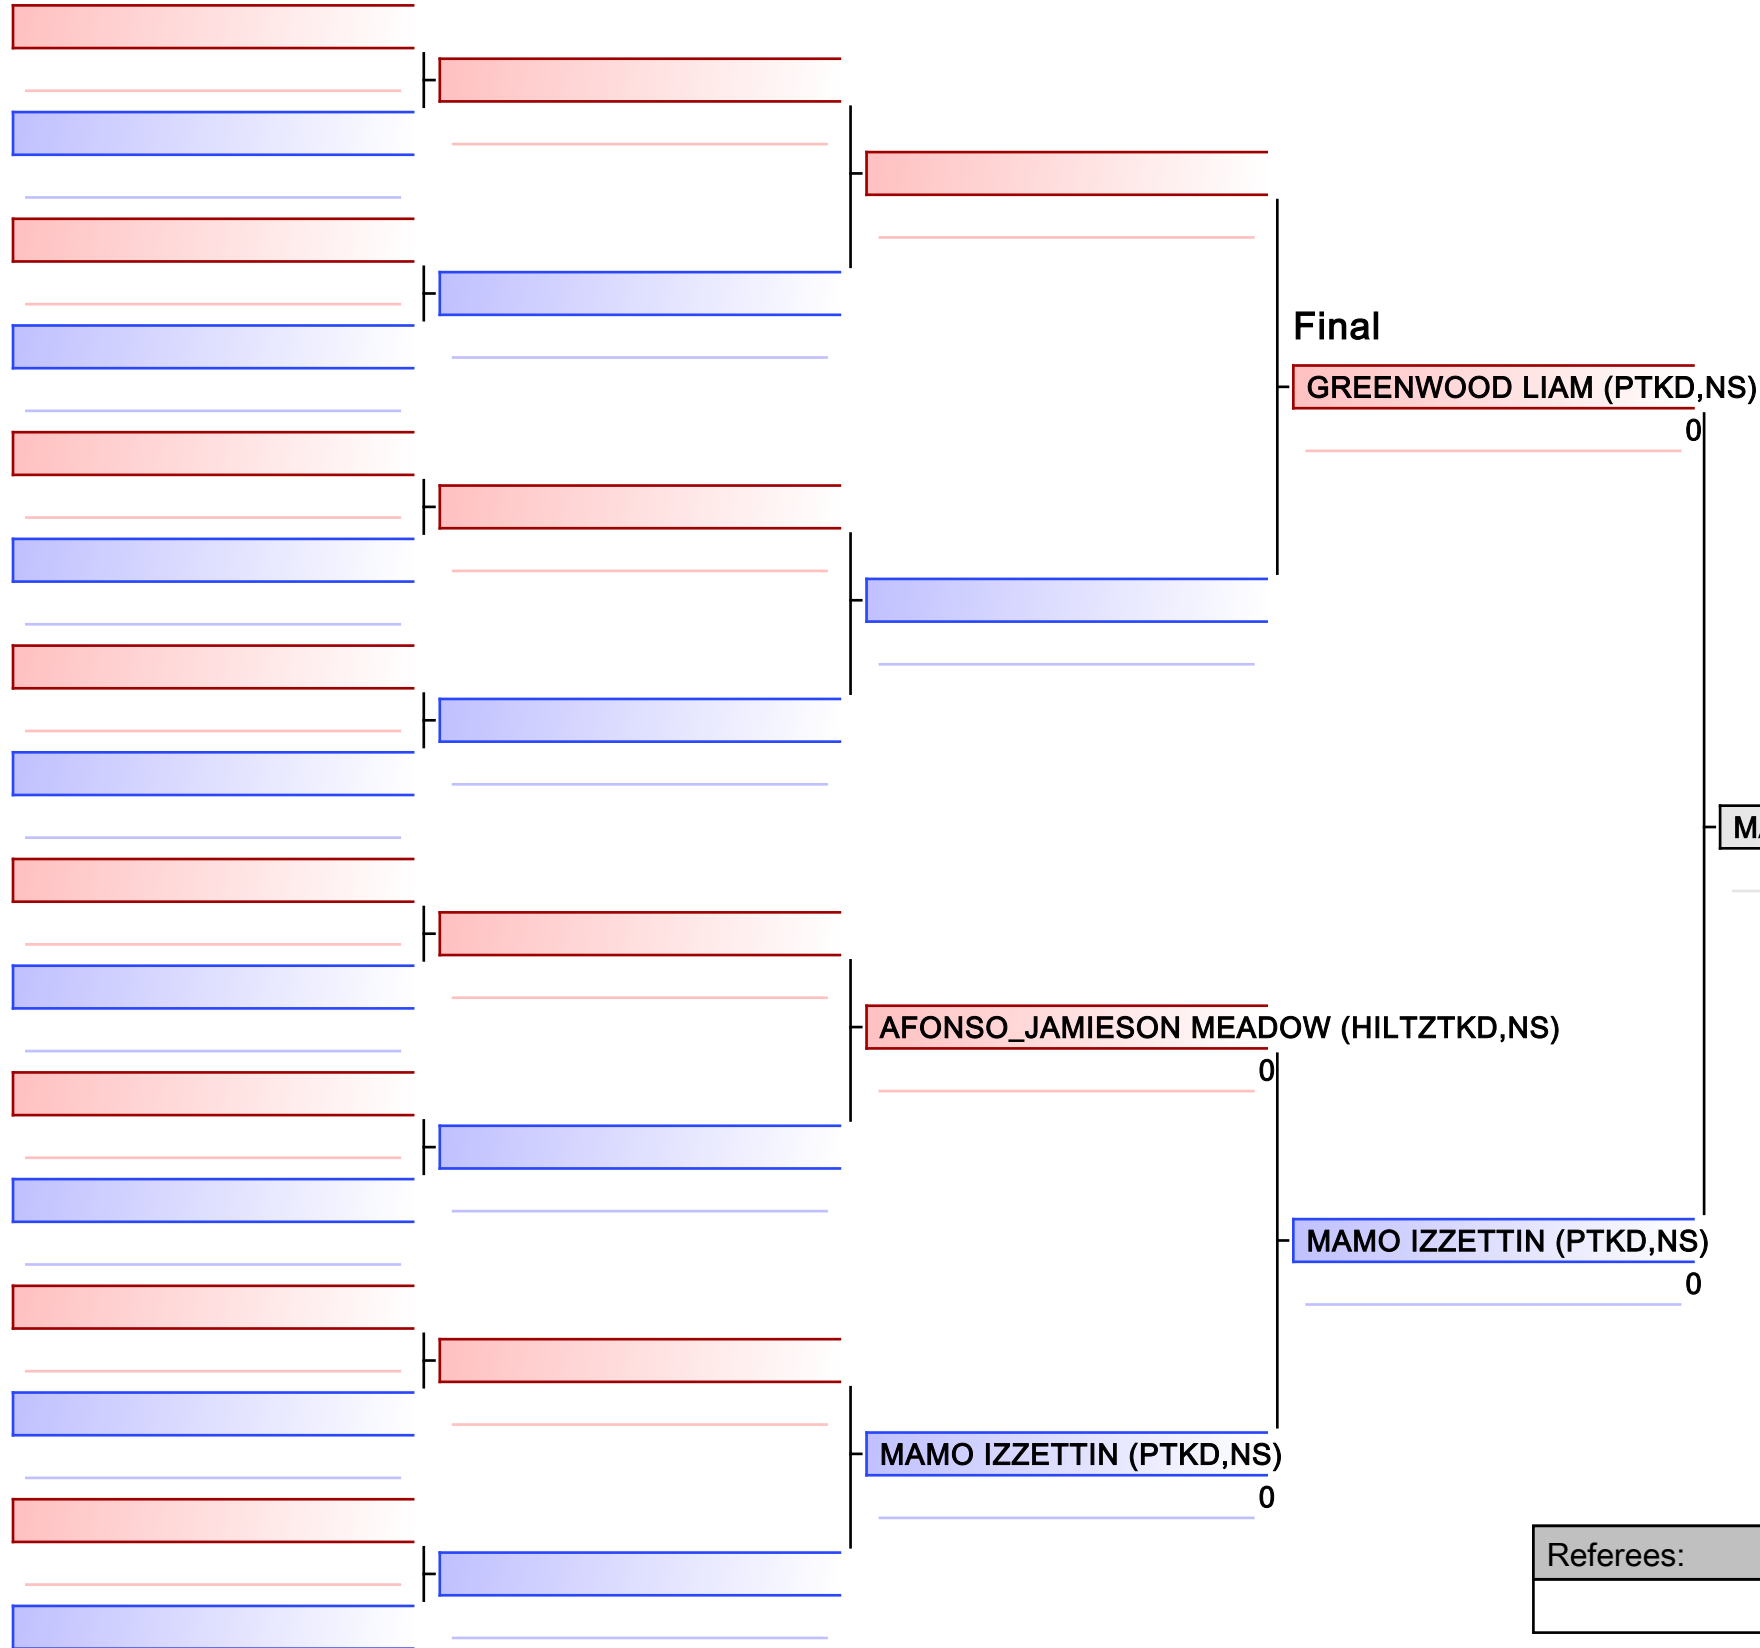 Final
GREENWOOD LIAM (PTKD,NS)
0
AFONSO_JAMIESON MEADOW (HILTZTKD,NS)
0
MAMO IZZETTIN (PTKD,NS)
0
MAMO IZZETTIN (PTKD,NS)
0
Referees: